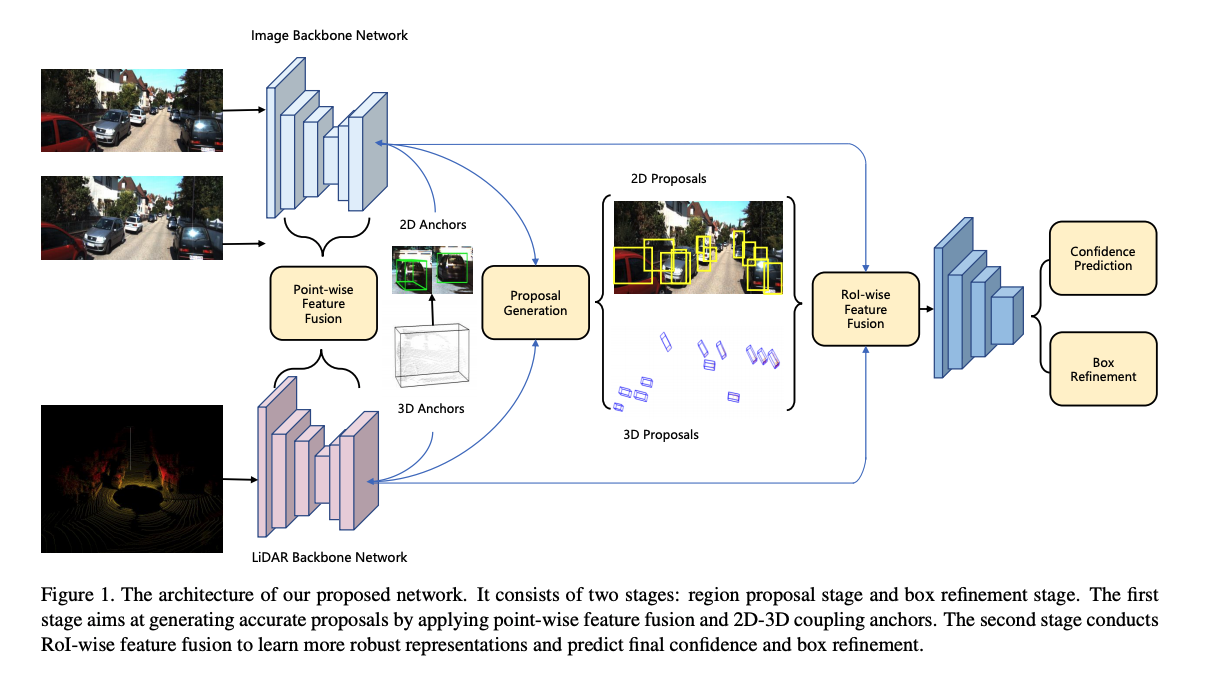 Image Backbone Network
2D Proposals
2D Anchors
Confidence
Prediction
Point-wise
Feature
Fusion
Proposal
Generation
RoI-wise
Feature
Fusion
Box
Refinement
3D Anchors
3D Proposals
LiDAR Backbone Network
Figure 1. The architecture of our proposed network. It consists of two stages: region proposal stage and box refinement stage. The first
stage aims at generating accurate proposals by applying point-wise feature fusion and 2D-3D coupling anchors. The second stage conducts
RoI-wise feature fusion to learn more robust representations and predict final confidence and box refinement.